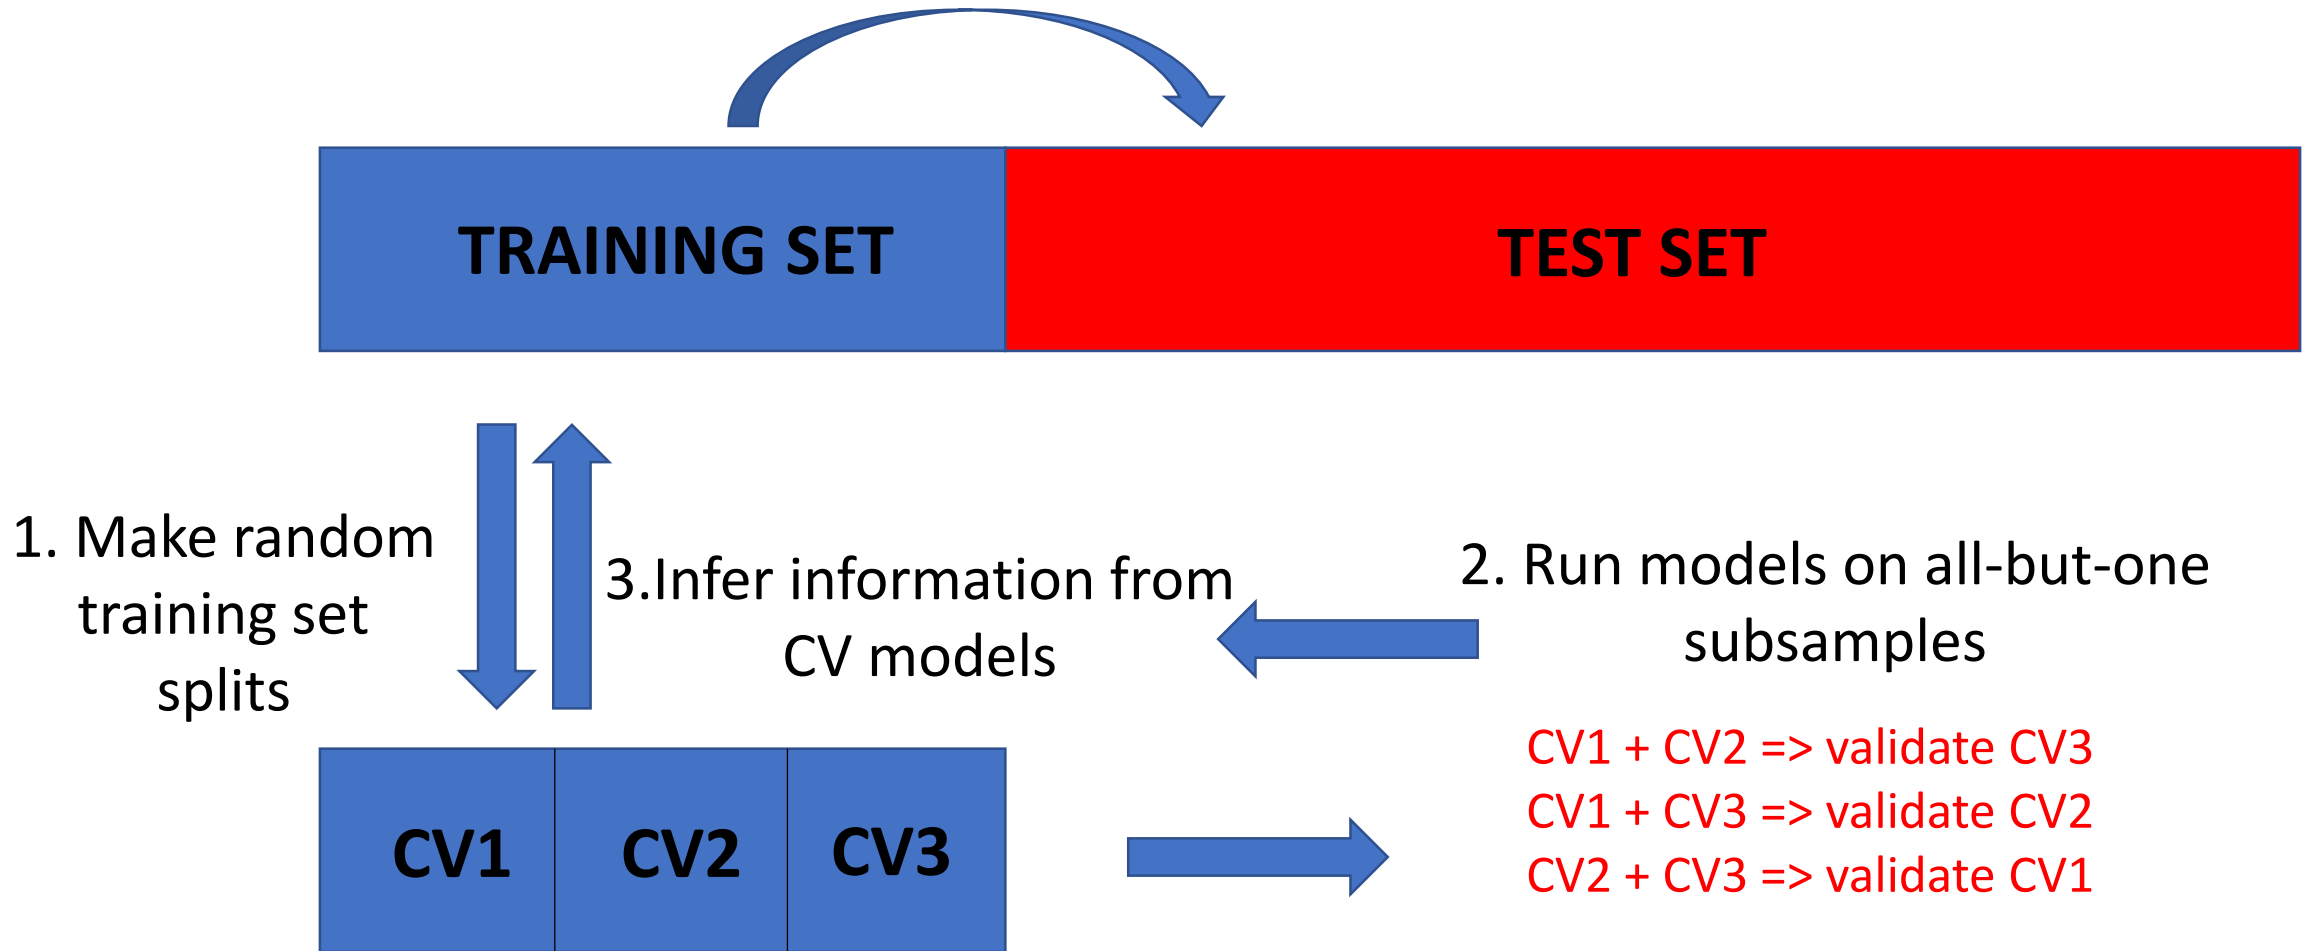 TRAINING SET
TEST SET
1. Make random
training set
splits
3.Infer information from
CV models
2. Run models on all-but-one
subsamples
CV1 + CV2 => validate CV3
CV1 + CV3 => validate CV2
CV2 + CV3 => validate CV1
CV1
CV2
CV3